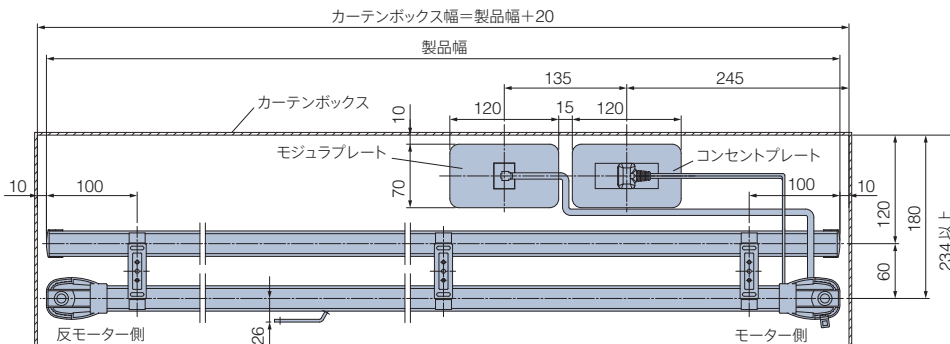 カーテンボックス幅＝製品幅＋20
製品幅
135
245
カーテンボックス
10
120
15
120
モジュラプレート
コンセントプレート
70
10
100
100
10
120
180
234以上
60
反モーター側
26
モーター側